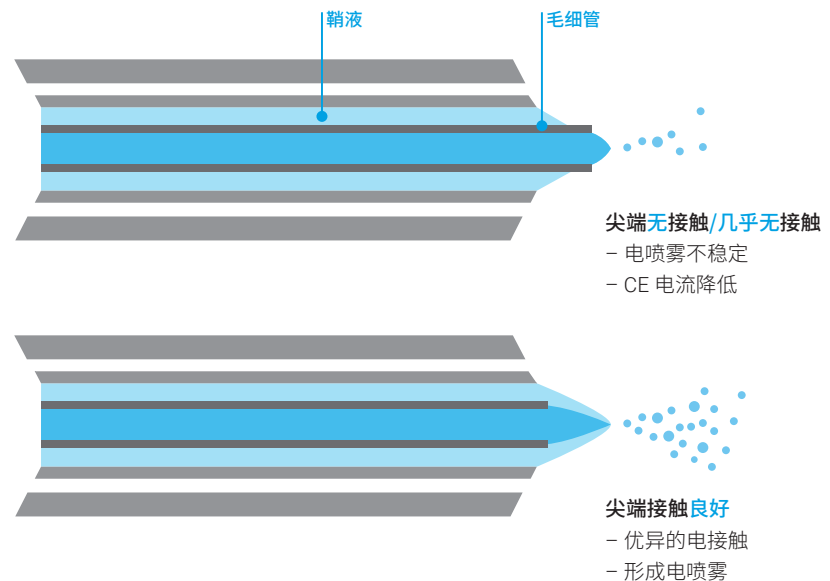 鞘液
毛细管
尖端无接触/几乎无接触
– 电喷雾不稳定
– CE 电流降低
尖端接触良好
– 优异的电接触
– 形成电喷雾